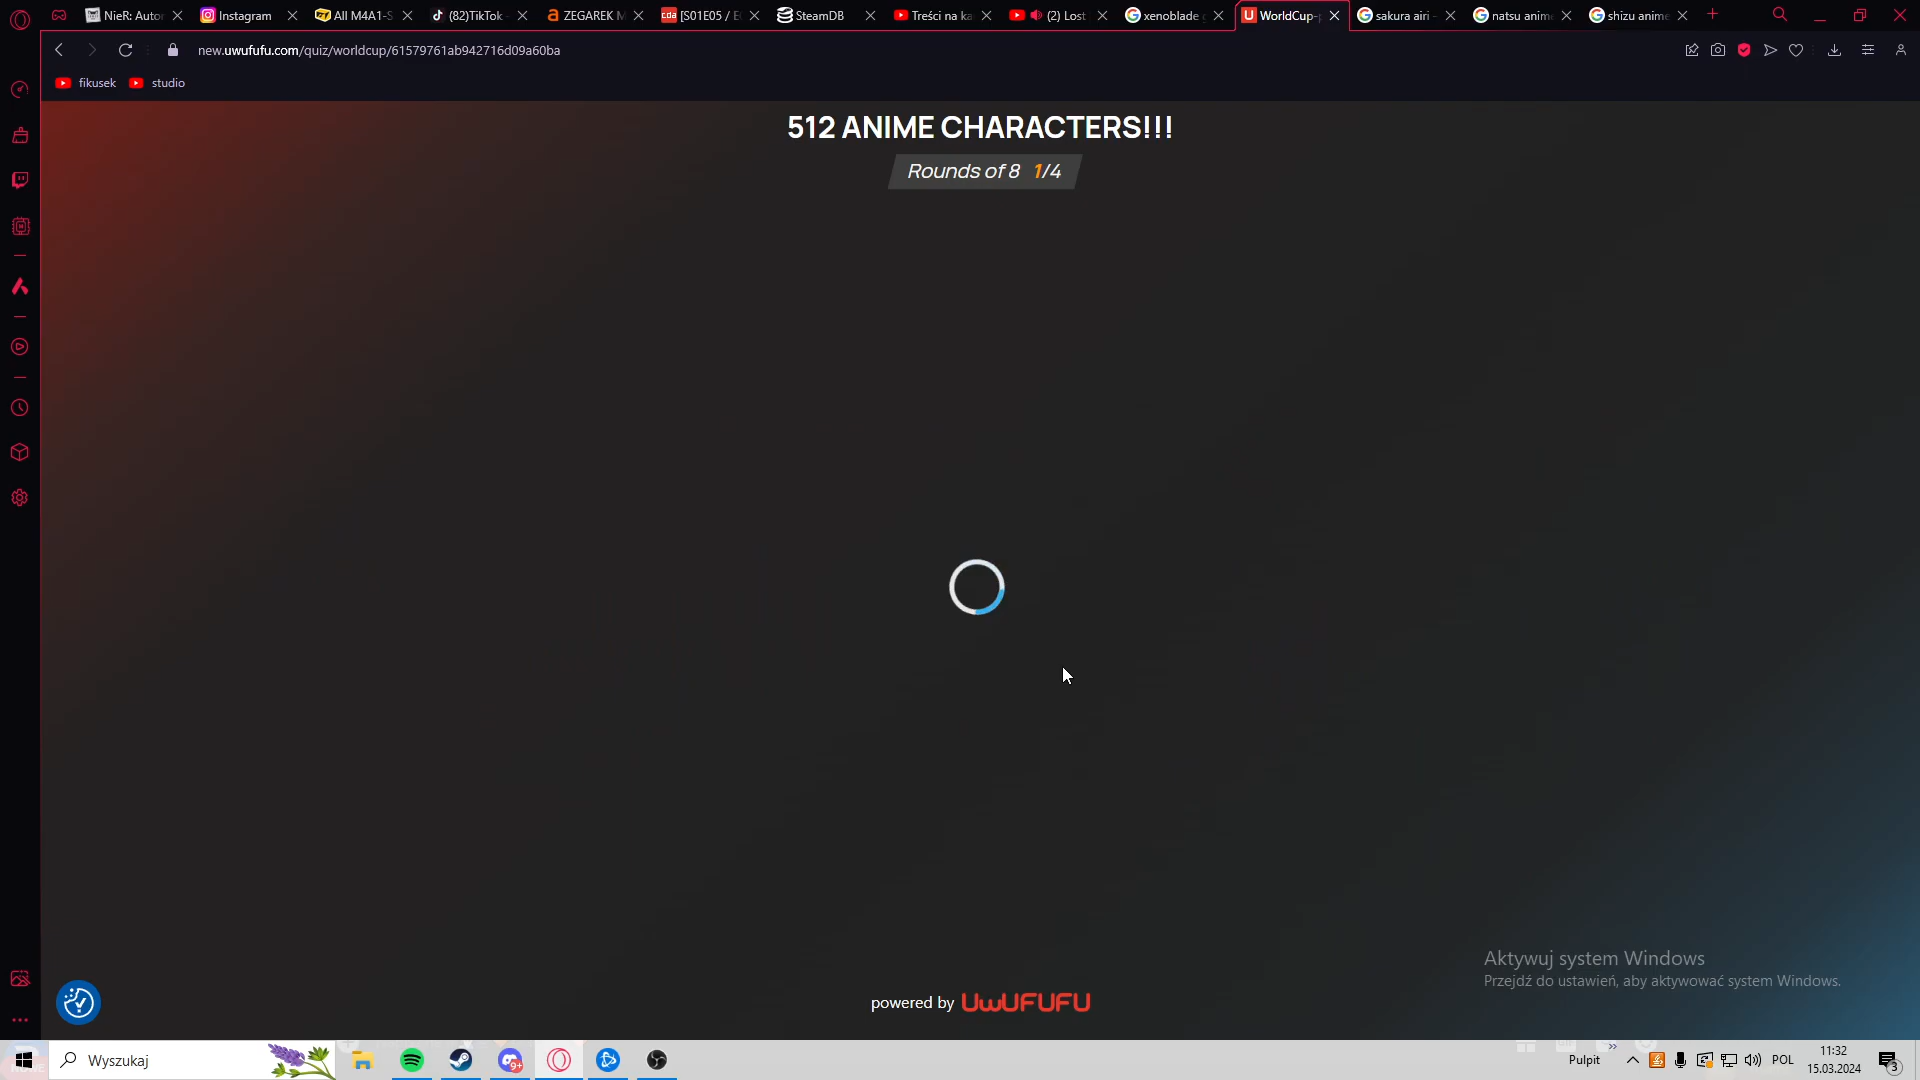 NieR: Autor
Instagram
All M4A1-S
(82)TikTok -
ZEGAREK M
[S01E05 /
SteamDB
Treści na ka
(2) Lost
xenoblade
WorldCup-
sakura airi -
natsu anime
shizu anime
new.uwufufu.com/quiz/worldcup/61579761ab942716d09a60ba
fikusek
studio
512 ANIME CHARACTERS!!!
Rounds of 8 1/4
Aktywuj system Windows
Przejdź do ustawień, aby aktywować system Windows.
powered by UwUFUFU
Wyszukaj
9+
Pulpit
POL
11:32
15.03.2024
3